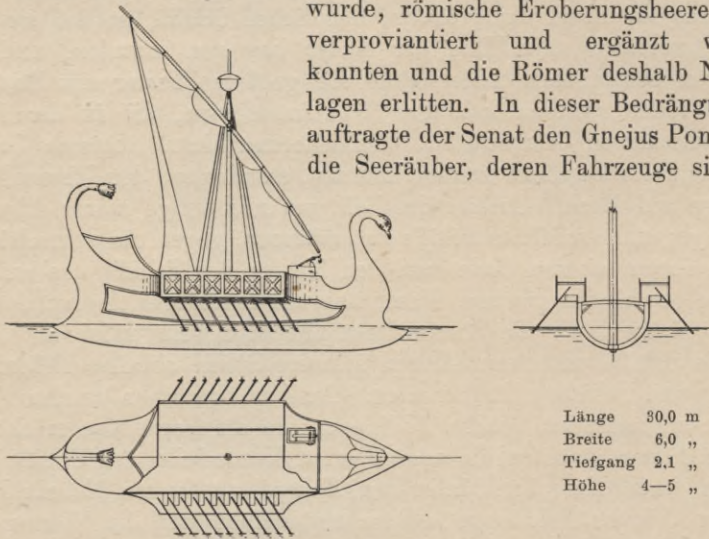 wurde, römische Eroberungsheere
verproviantiert und ergänzt
konnten und die Römer deshalb
lagen erlitten. In dieser Bedräng
auftragte der Senat den Gnejus Pom
die Seeräuber, deren Fahrzeuge si
Länge 30,0 m
Breite 6,0 „
Tiefgang 2,1 „
Höhe 4—5 „